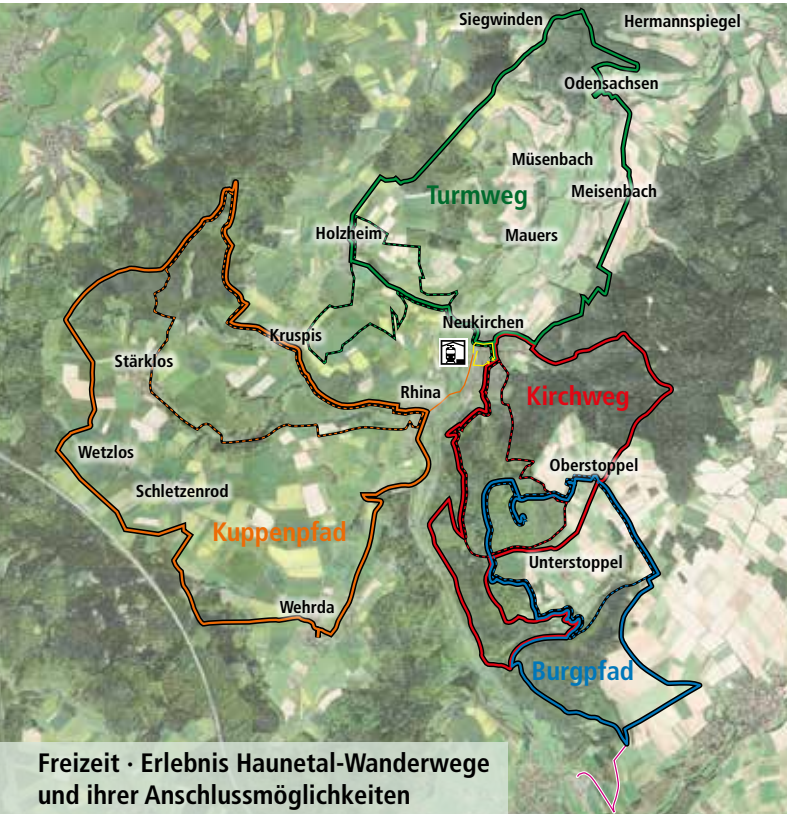 Siegwinden
Hermannspiegel
Odensachsen
Müsenbach
Turmweg
Meisenbach
Holzheim
Mauers
Neukirchen
Kruspis
Stärklos
Rhina
Kirchweg
Wetzlos
Oberstoppel
Schletzenrod
Kuppenpfad
Unterstoppel
Wehrda
Burgpfad
Freizeit · Erlebnis Haunetal-Wanderwege
und ihrer Anschlussmöglichkeiten